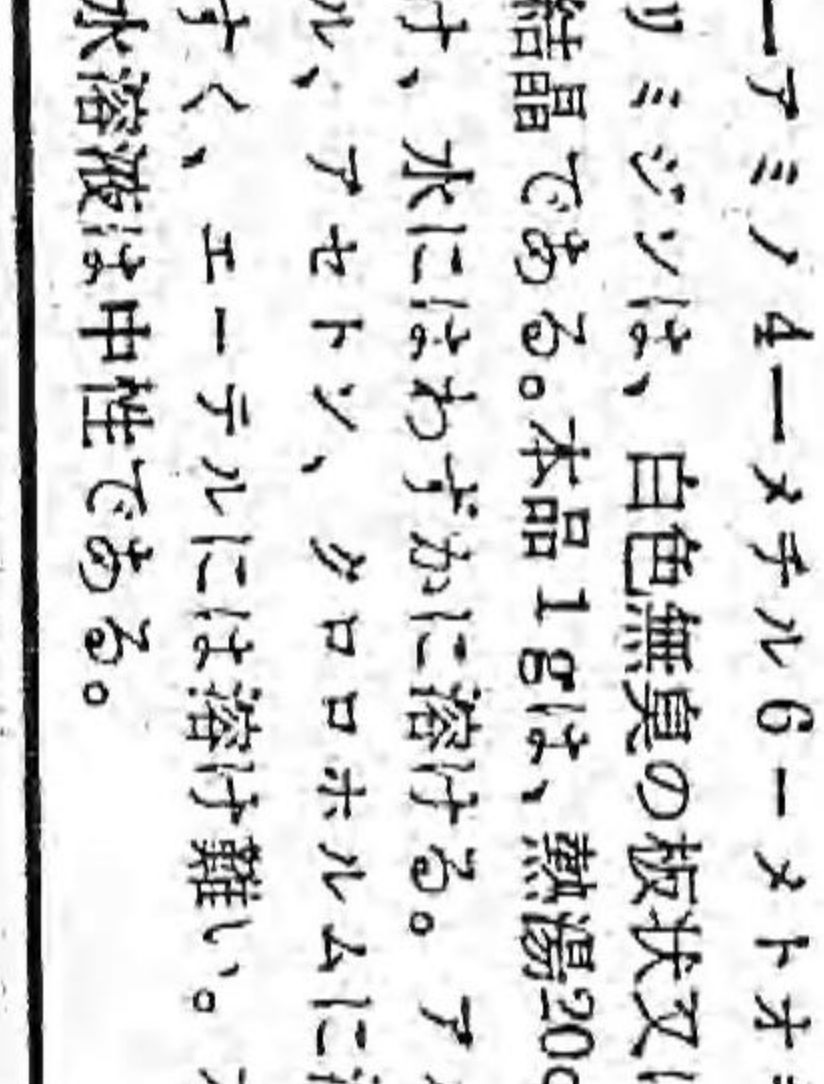 ーアミノ4ーメチル6ーメトオ
リミジンは、白色無臭の板状又
結晶である。本品1gは、熱湯20
け、水にはわずかに溶ける。ア
ル、アセトン、クロロホルムに
すく、エーテルには溶け難い。
水溶液は中性である。